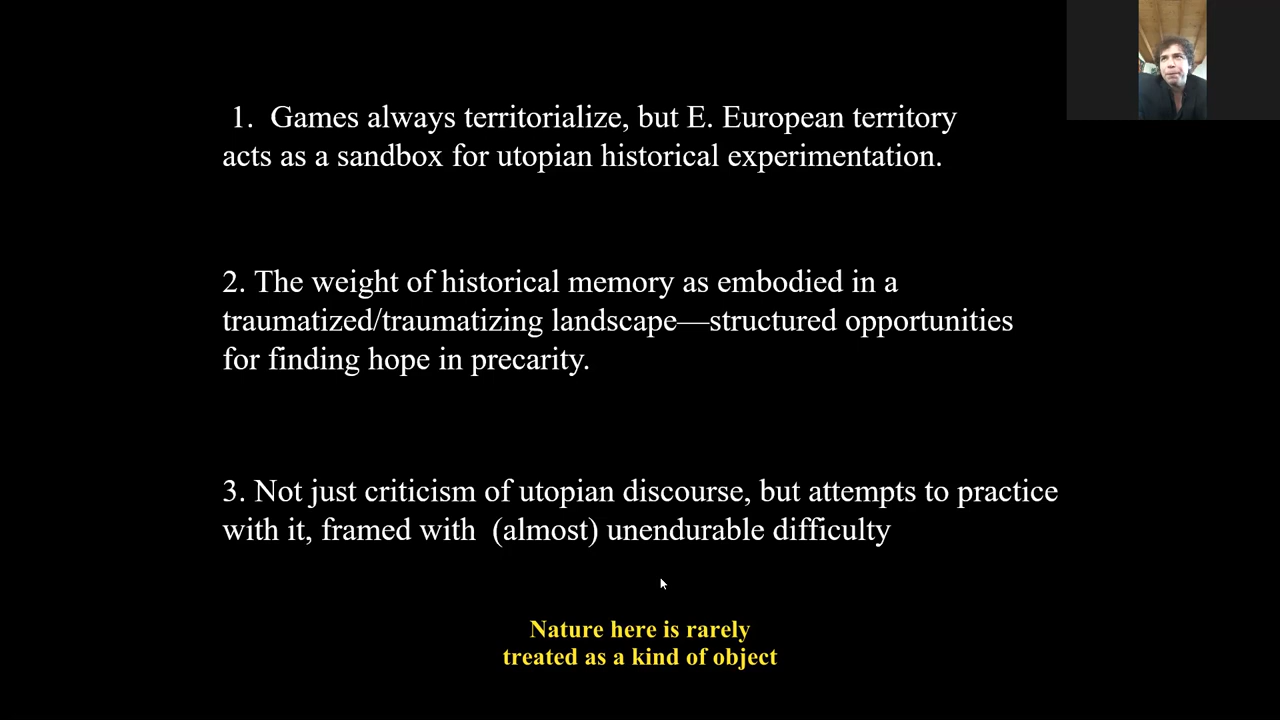 1. Games always territorialize, but E. European territory
acts as a sandbox for utopian historical experimentation.
2. The weight of historical memory as embodied in a
traumatized/traumatizing landscape—structured opportunities
for finding hope in precarity.
3. Not just criticism of utopian discourse, but attempts to practice
with it, framed with (almost) unendurable difficulty
Nature here is rarely
treated as a kind of object